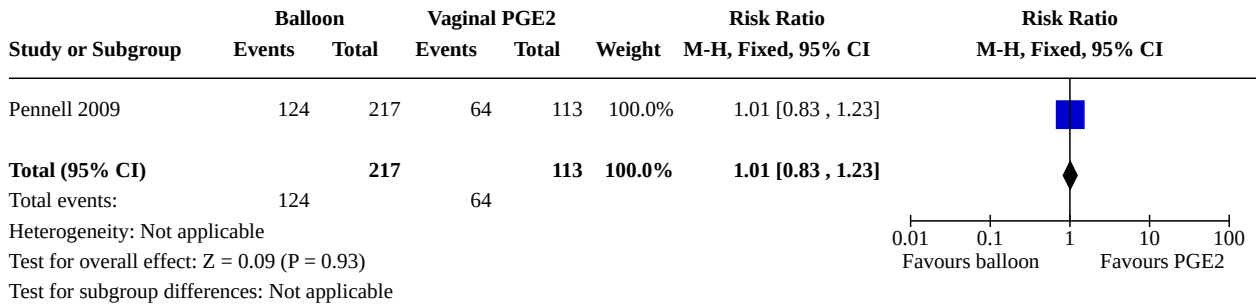 Balloon Vaginal PGE2 Risk Ratio Risk Ratio
Study or Subgroup Events Total Events Total Weight M-H, Fixed, 95% CI M-H, Fixed, 95% CI
Pennell 2009 124 217 64 113 100.0% 1.01 [0.83 , 1.23]
Total (95% CI) 217 113 100.0% 1.01 [0.83 , 1.23]
Total events: 124 64
Heterogeneity: Not applicable
0.01 0.1 1 10 100
Test for overall effect: Z = 0.09 (P = 0.93)
Favours balloon Favours PGE2
Test for subgroup differences: Not applicable